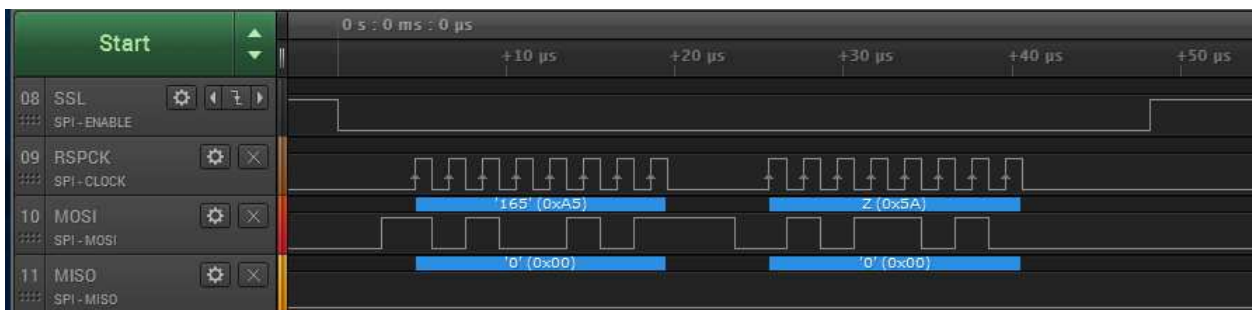 Start
0 s : 0 ms : 0 µs
+10 µs +20 µs +30 µs +40 µs +50 µs
08 SSL
SPI - ENABLE
09 RSPCK
SPI - CLOCK
'165' (0xA5) Z (0x5A)
10 MOSI
SPI - MOSI
'0' (0x00) '0' (0x00)
11 MISO
SPI - MISO